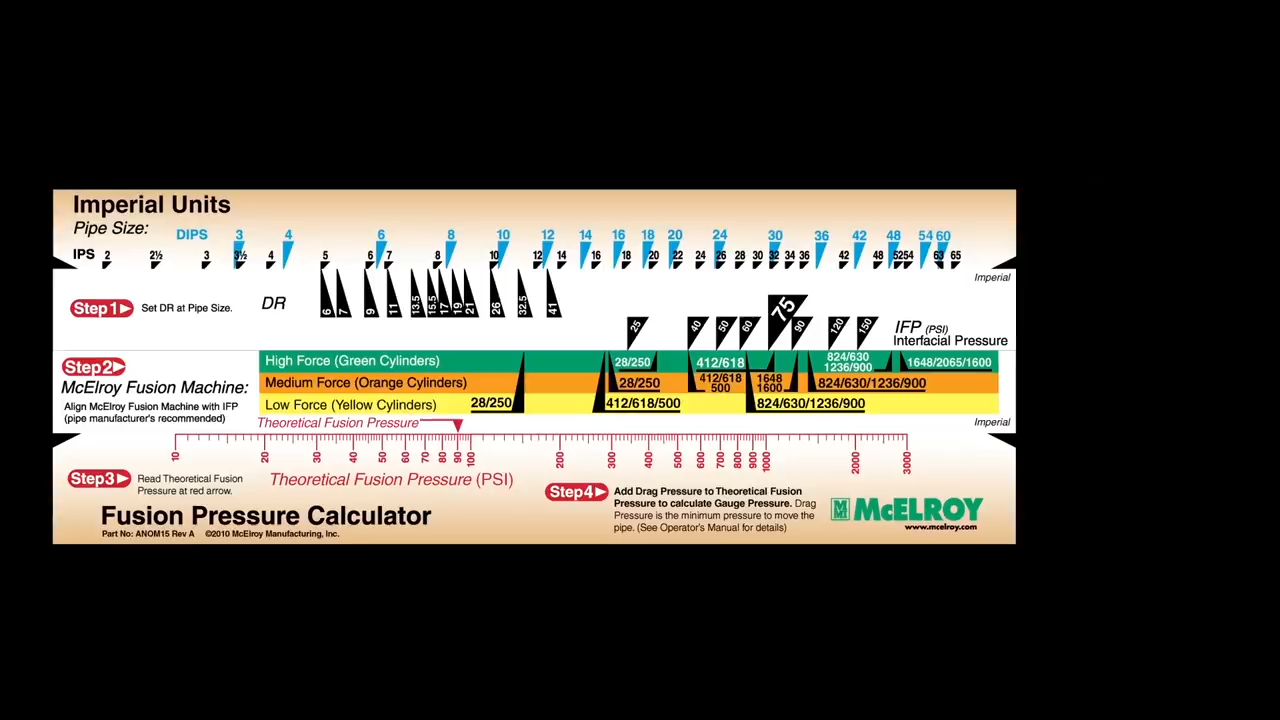 Imperial Units
Pipe Size:
DIPS 3 4 6 8 10 12 14 16 18 20 24 30 36 42 48 54 60
IPS 2 2½ 3 3½ 4 5 6 7 8 10 12 14 16 18 20 22 24 26 28 30 32 34 36 42 48 52 54 63 65
Imperial
Step1 Set DR at Pipe Size. DR 6 7 9 11 13.5 15.5 17 19 21 26 32.5 41
25 40 50 60 75 90 120 150 IFP (PSI)
Interfacial Pressure
Step2
McElroy Fusion Machine:
Align McElroy Fusion Machine with IFP
(pipe manufacturer's recommended)
High Force (Green Cylinders) 28/250 412/618 824/630 1236/900 1648/2065/1600
Medium Force (Orange Cylinders) 28/250 412/618 500 1648 1600 824/630/1236/900
Low Force (Yellow Cylinders) 28/250 412/618/500 824/630/1236/900
Theoretical Fusion Pressure
Imperial
10 20 30 40 50 60 70 80 90 100 200 300 400 500 600 700 800 900 1000 2000 3000
Step3 Read Theoretical Fusion
Pressure at red arrow.
Theoretical Fusion Pressure (PSI)
Step4 Add Drag Pressure to Theoretical Fusion
Pressure to calculate Gauge Pressure. Drag
Pressure is the minimum pressure to move the
pipe. (See Operator's Manual for details)
Fusion Pressure Calculator
Part No: ANOM15 Rev A ©2010 McElroy Manufacturing, Inc.
McELROY
www.mcelroy.com